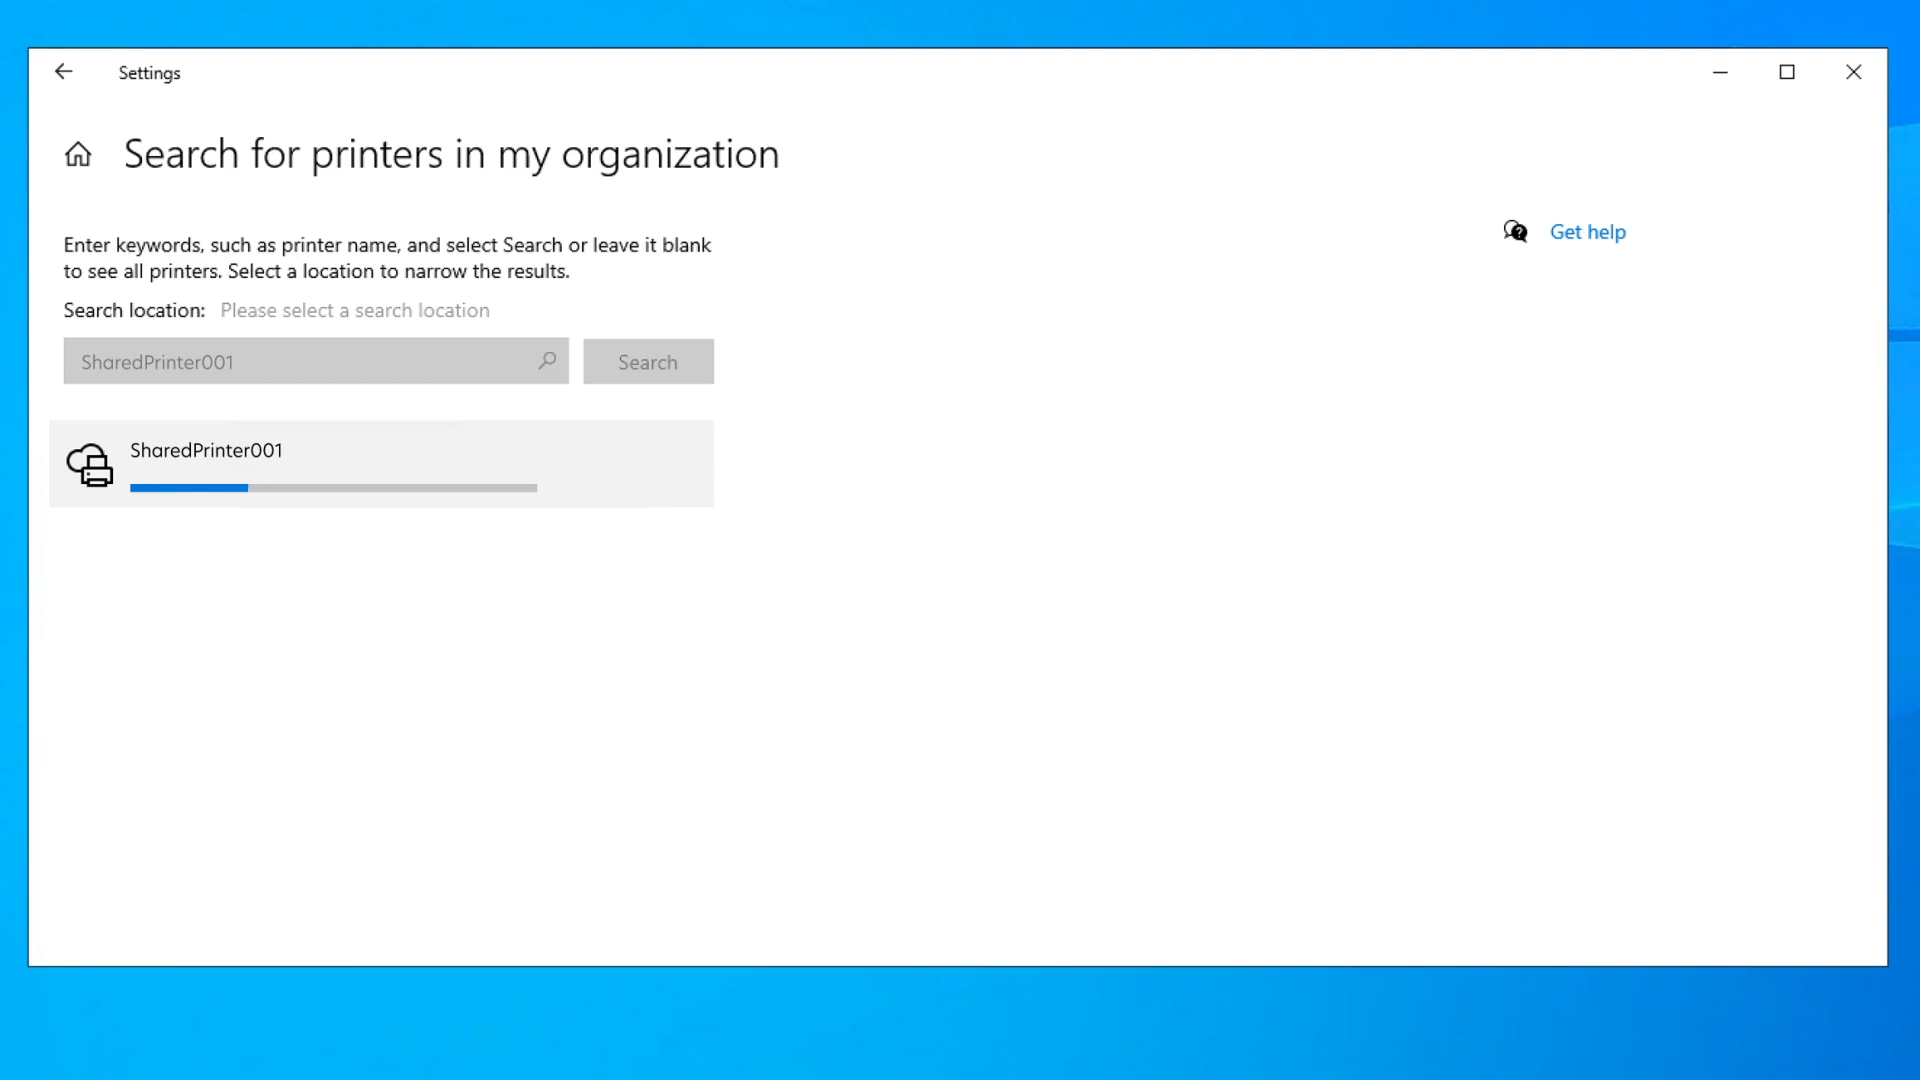 Settings
Search for printers in my organization
Enter keywords, such as printer name, and select Search or leave it blank
to see all printers. Select a location to narrow the results.
Get help
Search location: Please select a search location
SharedPrinter001 Search
SharedPrinter001